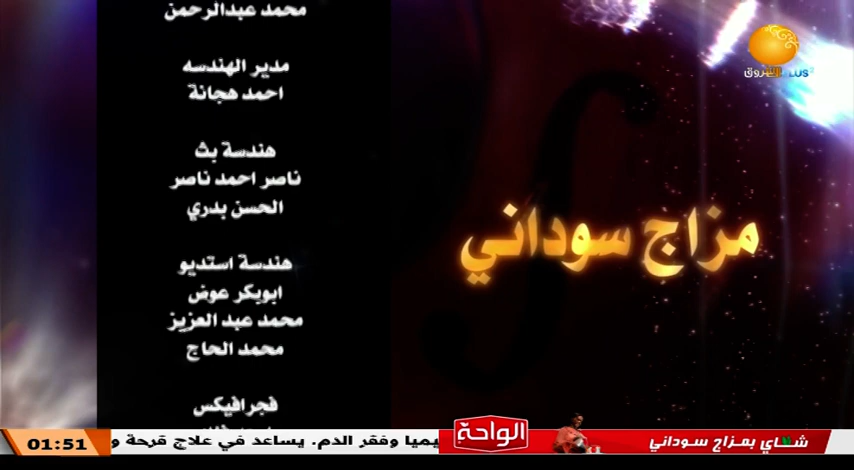 محمد عبدالرحمن
مدير الهندسه
احمد هجانة
هندسة بث
ناصر احمد ناصر
الحسن بدري
هندسة استديو
ابوبكر عوض
محمد عبد العزيز
محمد الحاج
فجرافيكس
مزاج سوداني
الشروق
شاي بمزاج سوداني
الواحة
يميا وفقر الدم. يساعد في علاج قرحة و
01:51